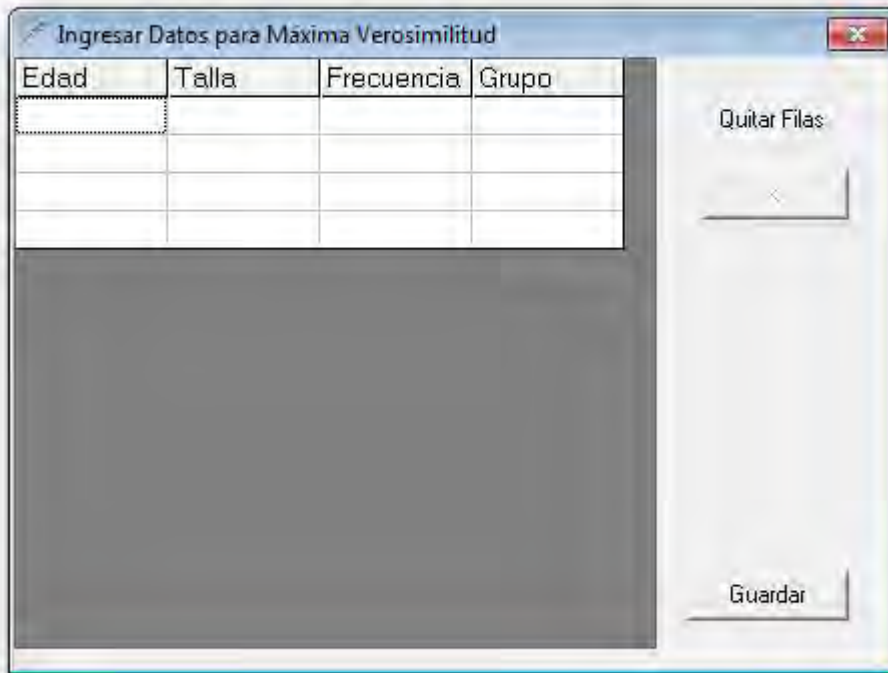 Ingresar Datos para Máxima Verosimilitud
Edad Talla Frecuencia Grupo
Quitar Filas
<
Guardar